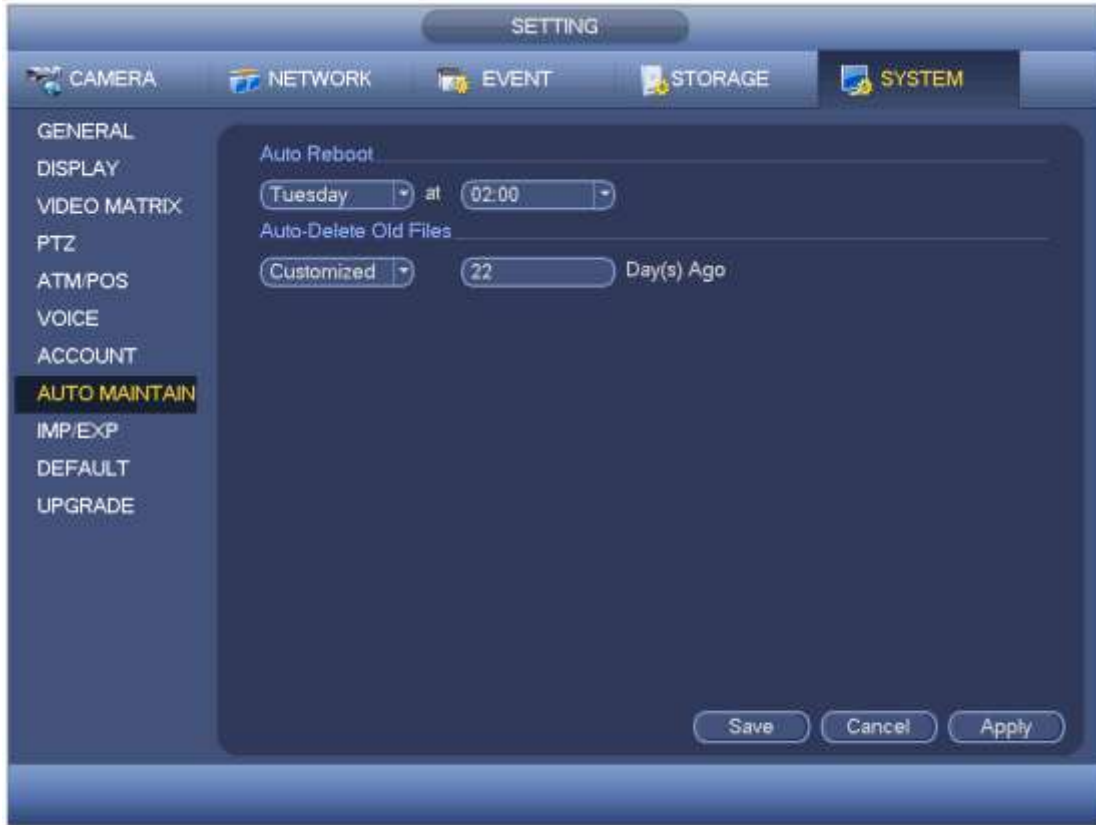 SETTING
CAMERA NETWORK EVENT STORAGE SYSTEM
GENERAL
DISPLAY
VIDEO MATRIX
PTZ
ATM/POS
VOICE
ACCOUNT
AUTO MAINTAIN
IMP/EXP
DEFAULT
UPGRADE
Auto Reboot
Tuesday at 02:00
Auto-Delete Old Files
Customized 22 Day(s) Ago
Save Cancel Apply